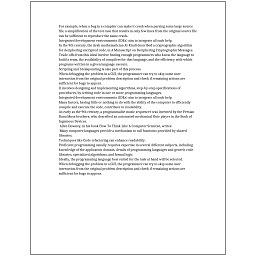 For example, when a bug in a compiler can make it crash when parsing some large source
file, a simplification of the test case that results in only few lines from the original source file
can be sufficient to reproduce the same crash.
Integrated development environments (IDEs) aim to integrate all such help.
In the 9th century, the Arab mathematician Al-Kindi described a cryptographic algorithm
for deciphering encrypted code, in A Manuscript on Deciphering Cryptographic Messages.
Trade-offs from this ideal involve finding enough programmers who know the language to
build a team, the availability of compilers for that language, and the efficiency with which
programs written in a given language execute.
Scripting and breakpointing is also part of this process.
When debugging the problem in a GUI, the programmer can try to skip some user
interaction from the original problem description and check if remaining actions are
sufficient for bugs to appear.
It involves designing and implementing algorithms, step-by-step specifications of
procedures, by writing code in one or more programming languages.
Integrated development environments (IDEs) aim to integrate all such help.
Many factors, having little or nothing to do with the ability of the computer to efficiently
compile and execute the code, contribute to readability.
As early as the 9th century, a programmable music sequencer was invented by the Persian
Banu Musa brothers, who described an automated mechanical flute player in the Book of
Ingenious Devices.
Allen Downey, in his book How To Think Like A Computer Scientist, writes:
Many computer languages provide a mechanism to call functions provided by shared
libraries.
Techniques like Code refactoring can enhance readability.
Proficient programming usually requires expertise in several different subjects, including
knowledge of the application domain, details of programming languages and generic code
libraries, specialized algorithms, and formal logic.
Ideally, the programming language best suited for the task at hand will be selected.
When debugging the problem in a GUI, the programmer can try to skip some user
interaction from the original problem description and check if remaining actions are
sufficient for bugs to appear.